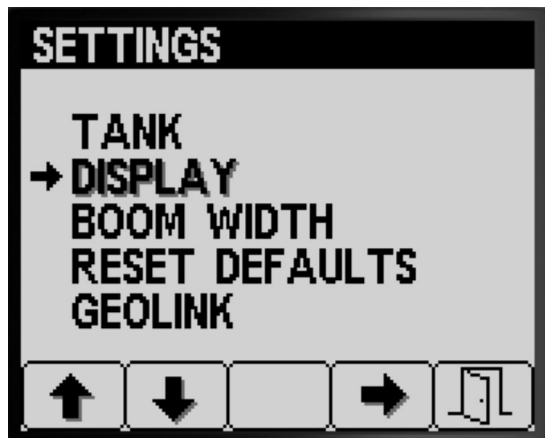 SETTINGS
TANK
DISPLAY
BOOM WIDTH
RESET DEFAULTS
GEOLINK